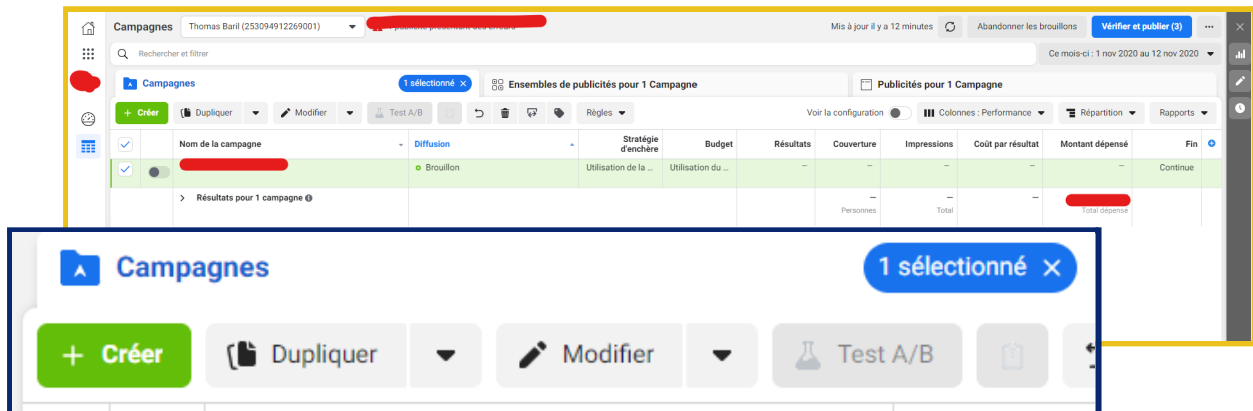 Campagnes Thomas Baril (253094912269001) Mis à jour il y a 12 minutes Abandonner les brouillons Vérifier et publier (3)
Rechercher et filtrer Ce mois-ci : 1 nov 2020 au 12 nov 2020
Campagnes 1 sélectionné × Ensembles de publicités pour 1 Campagne Publicités pour 1 Campagne
+ Créer Dupliquer Modifier Test A/B Règles Voir la configuration Colonnes : Performance Répartition Rapports
Nom de la campagne Diffusion Stratégie d'enchère Budget Résultats Couverture Impressions Coût par résultat Montant dépensé Fin
Brouillon Utilisation de la ... Utilisation du ... – – – – – Continue
Résultats pour 1 campagne – – –
Personnes Total Total dépensé
Campagnes 1 sélectionné ×
+ Créer Dupliquer Modifier Test A/B